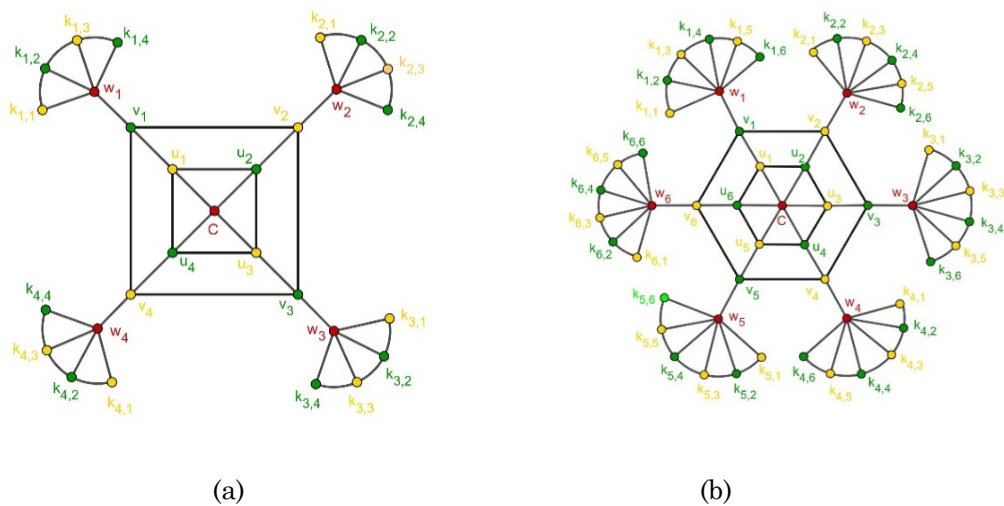 k1,3
k1,4
k1,2
k1,1
w1
k2,1
k2,2
k2,3
k2,4
w2
v1
v2
u1
u2
C
u4
u3
v4
v3
k4,4
k4,3
k4,2
k4,1
w4
w3
k3,1
k3,2
k3,3
k3,4
(a)
k1,4
k1,5
k1,3
k1,6
k1,2
k1,1
w1
k2,2
k2,3
k2,1
k2,4
k2,5
k2,6
w2
v1
v2
k6,6
k6,5
k6,4
k6,3
k6,2
k6,1
w6
u1
u2
u6
u3
C
u5
u4
v6
v3
k3,1
k3,2
k3,3
k3,4
k3,5
k3,6
w3
v5
v4
k5,6
k5,5
k5,4
k5,3
k5,2
k5,1
w5
w4
k4,1
k4,2
k4,3
k4,4
k4,5
k4,6
(b)